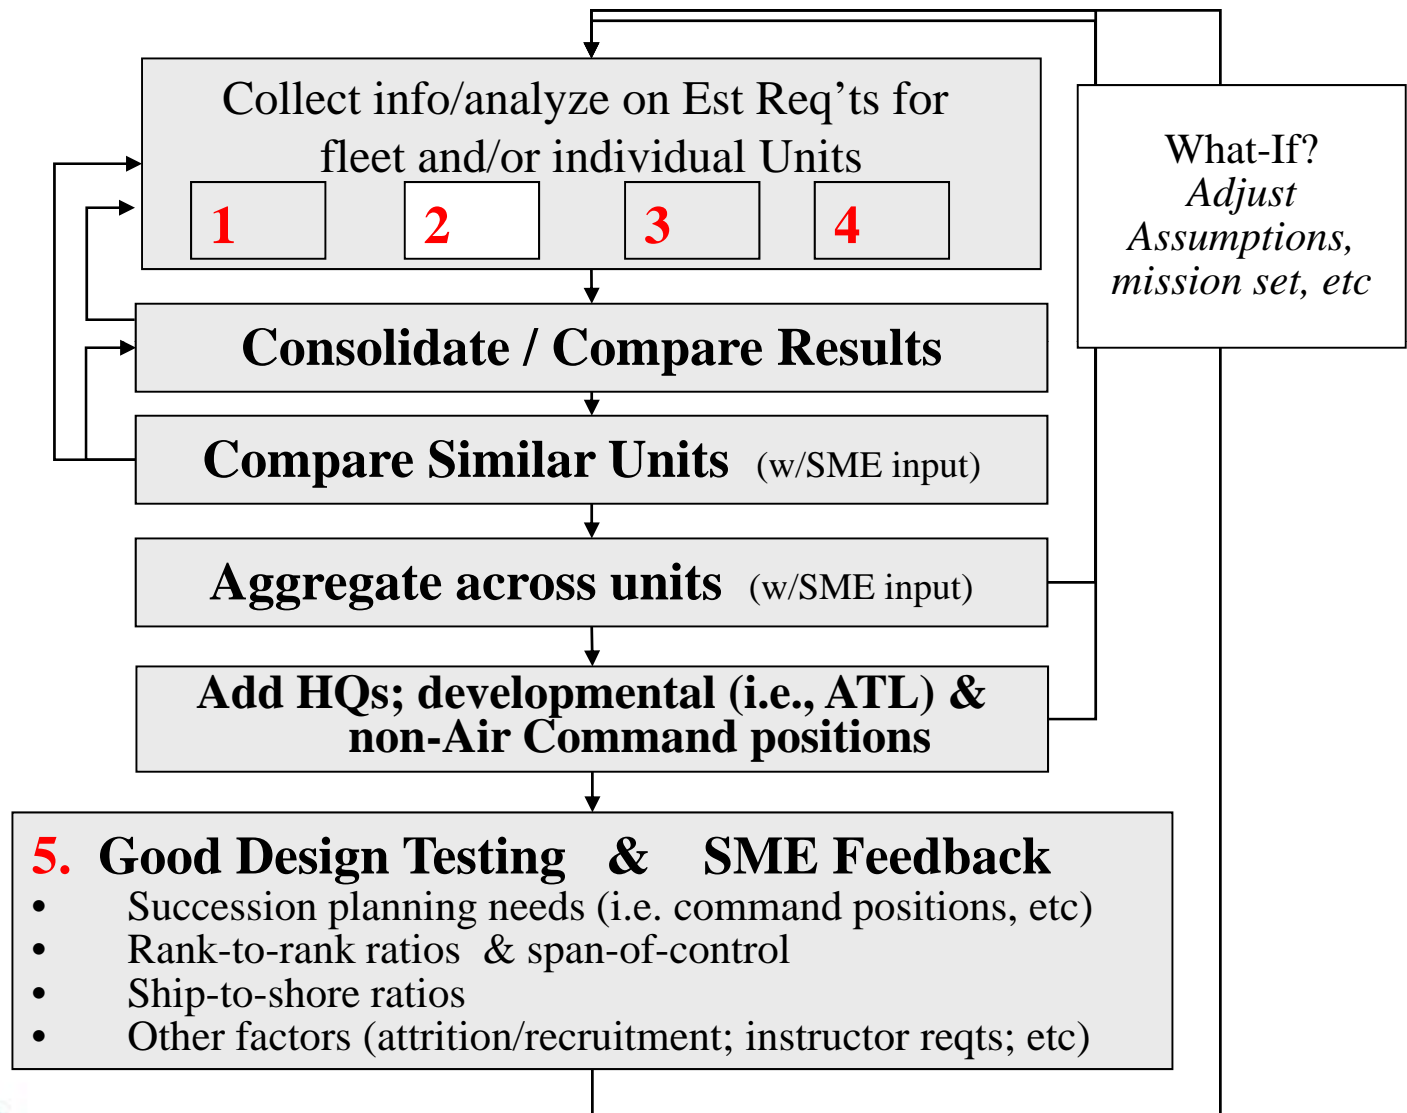 Collect info/analyze on Est Req’ts for
fleet and/or individual Units
1 2 3 4
What-If?
Adjust
Assumptions,
mission set, etc
Consolidate / Compare Results
Compare Similar Units (w/SME input)
Aggregate across units (w/SME input)
Add HQs; developmental (i.e., ATL) &
non-Air Command positions
5. Good Design Testing & SME Feedback
• Succession planning needs (i.e. command positions, etc)
• Rank-to-rank ratios & span-of-control
• Ship-to-shore ratios
• Other factors (attrition/recruitment; instructor reqts; etc)